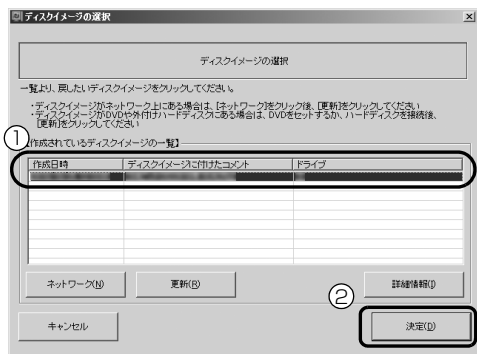 ディスクイメージの選択
ディスクイメージの選択
一覧より、戻したいディスクイメージをクリックしてください。
・ディスクイメージがネットワーク上にある場合は、[ネットワーク]をクリック後、[更新]をクリックしてください
・ディスクイメージがDVDや外付けハードディスクにある場合は、DVDをセットするか、ハードディスクを接続後、
[更新]をクリックしてください
①
【作成されているディスクイメージの一覧】
作成日時 ディスクイメージに付けたコメント ドライブ
ネットワーク(N) 更新(R) 詳細情報(I)
②
キャンセル 決定(D)